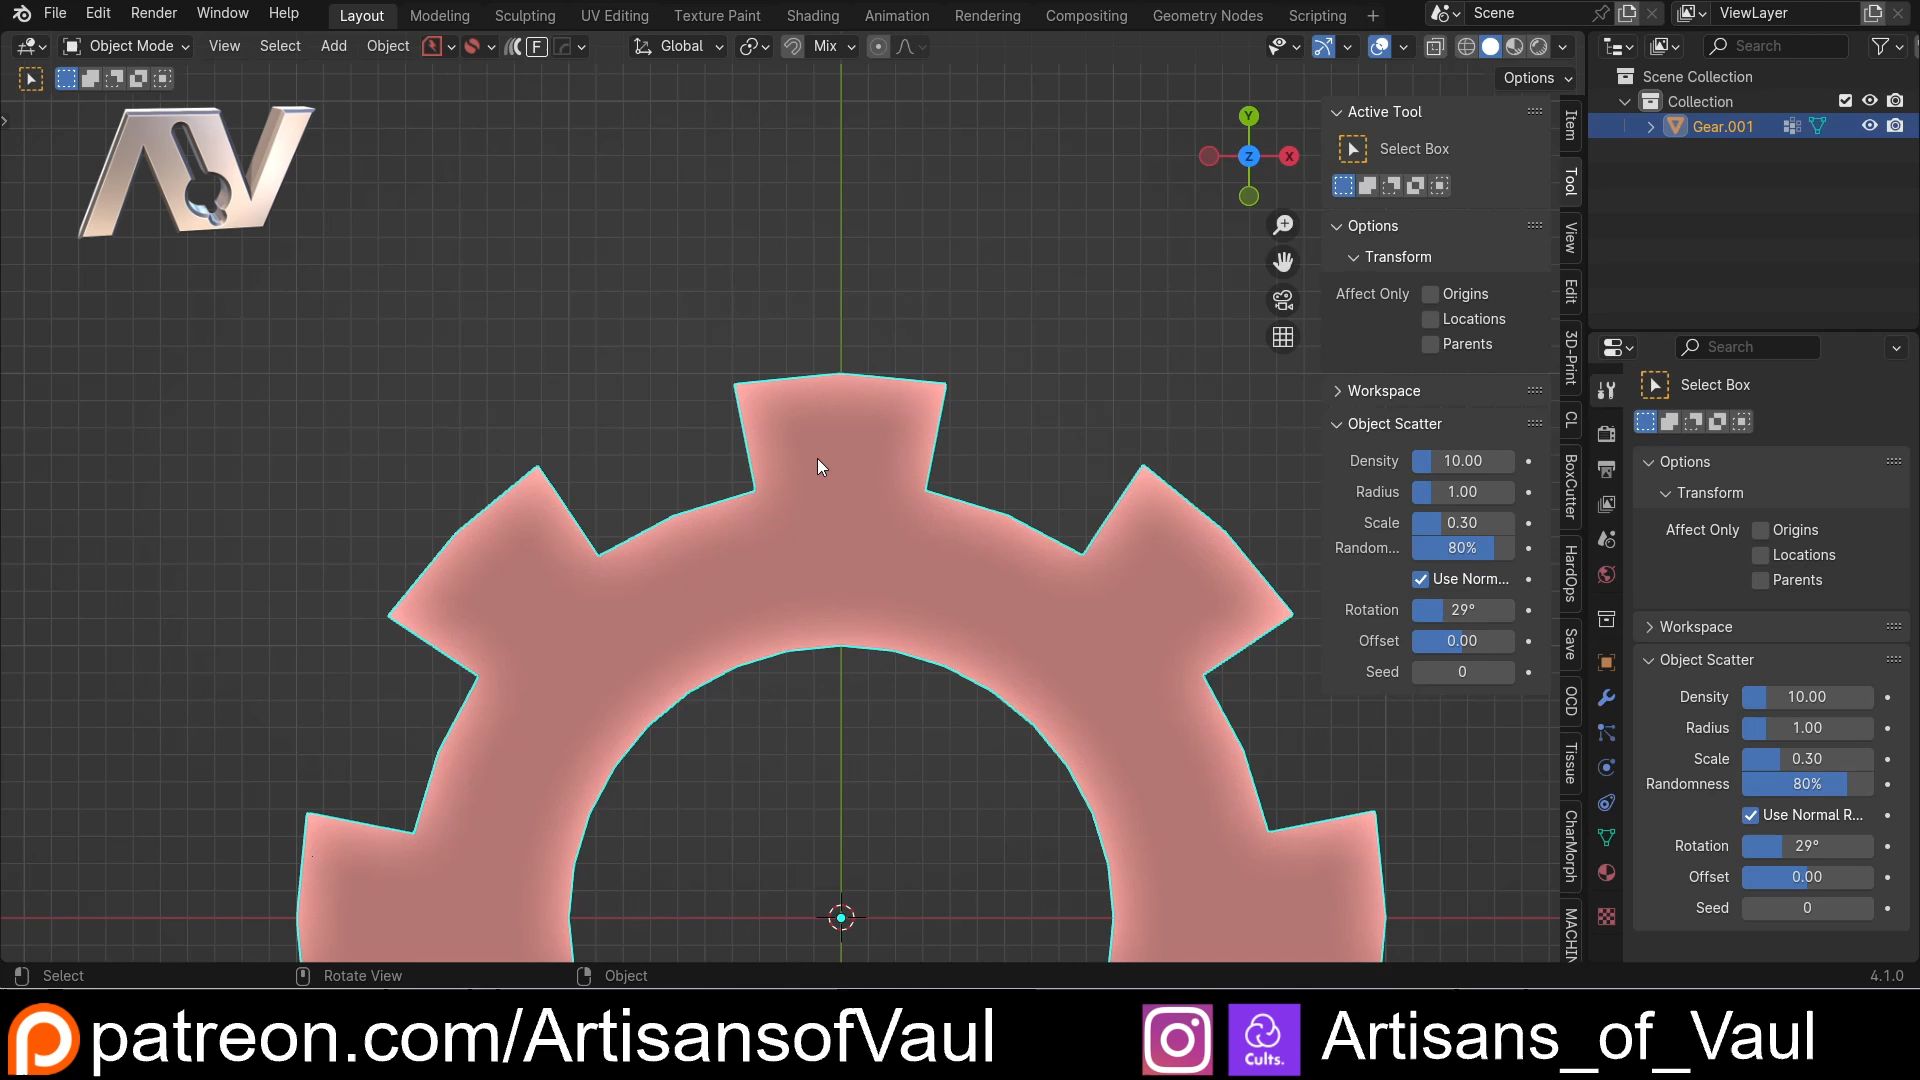 File Edit Render Window Help Layout Modeling Sculpting UV Editing Texture Paint Shading Animation Rendering Compositing Geometry Nodes Scripting + Scene ViewLayer
Object Mode View Select Add Object F Global Mix Search
Options
Scene Collection
Collection
Gear.001
AV
Y
Z
X
Active Tool
Select Box
Options
Transform
Affect Only Origins
Locations
Parents
Workspace
Object Scatter
Density 10.00
Radius 1.00
Scale 0.30
Random... 80%
Use Norm...
Rotation 29°
Offset 0.00
Seed 0
Item
Tool
View
Edit
3D-Print
CL
BoxCutter
HardOps
Save
OCD
Tissue
CharMorph
MACHIN
Search
Select Box
Options
Transform
Affect Only Origins
Locations
Parents
Workspace
Object Scatter
Density 10.00
Radius 1.00
Scale 0.30
Randomness 80%
Use Normal R...
Rotation 29°
Offset 0.00
Seed 0
Select Rotate View Object 4.1.0
patreon.com/ArtisansofVaul Cults. Artisans_of_Vaul